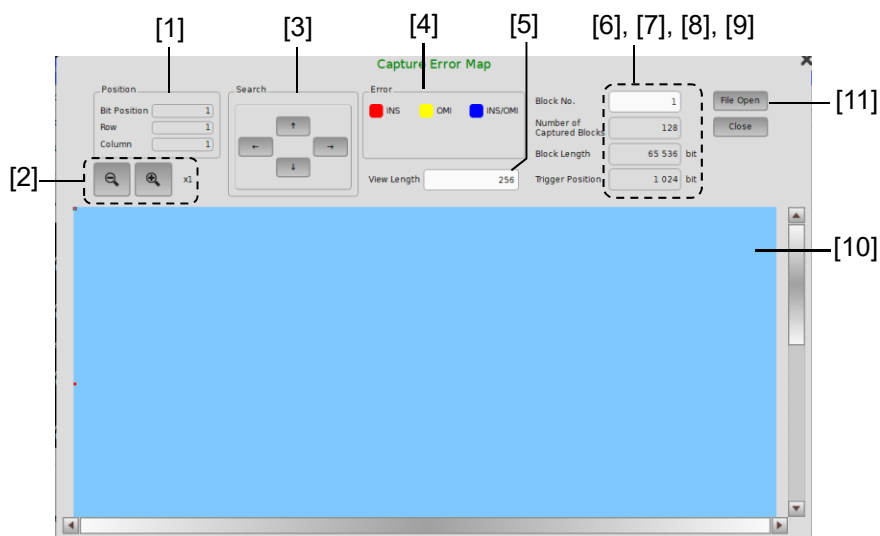 [1] [3] [4] [5] [6], [7], [8], [9]
Capture Error Map
Position
Bit Position 1
Row 1
Column 1
Search
↑
← →
↓
Error
INS OMI INS/OMI
View Length 256
Block No. 1
Number of
Captured Blocks 128
Block Length 65 536 bit
Trigger Position 1 024 bit
File Open
Close
[11]
[2]
x1
[10]